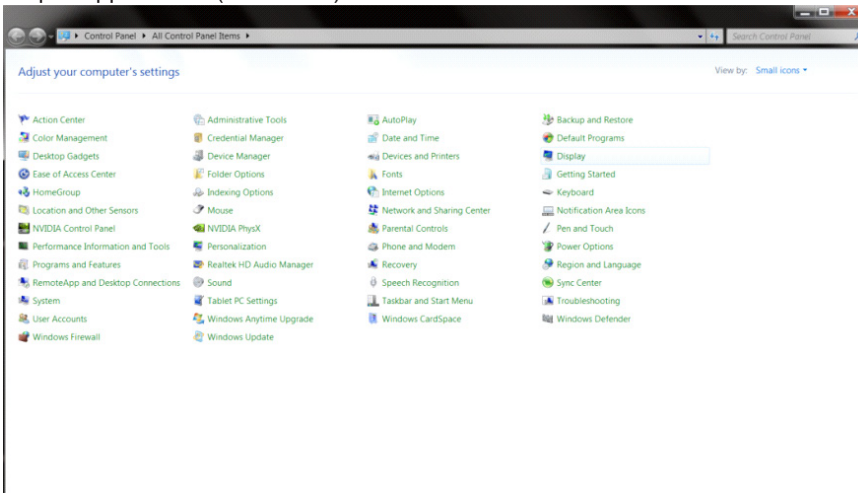 Control Panel ▸ All Control Panel Items ▸
Search Control Panel
Adjust your computer's settings
View by: Small icons
Action Center
Administrative Tools
AutoPlay
Backup and Restore
Color Management
Credential Manager
Date and Time
Default Programs
Desktop Gadgets
Device Manager
Devices and Printers
Display
Ease of Access Center
Folder Options
Fonts
Getting Started
HomeGroup
Indexing Options
Internet Options
Keyboard
Location and Other Sensors
Mouse
Network and Sharing Center
Notification Area Icons
NVIDIA Control Panel
NVIDIA PhysX
Parental Controls
Pen and Touch
Performance Information and Tools
Personalization
Phone and Modem
Power Options
Programs and Features
Realtek HD Audio Manager
Recovery
Region and Language
RemoteApp and Desktop Connections
Sound
Speech Recognition
Sync Center
System
Tablet PC Settings
Taskbar and Start Menu
Troubleshooting
User Accounts
Windows Anytime Upgrade
Windows CardSpace
Windows Defender
Windows Firewall
Windows Update